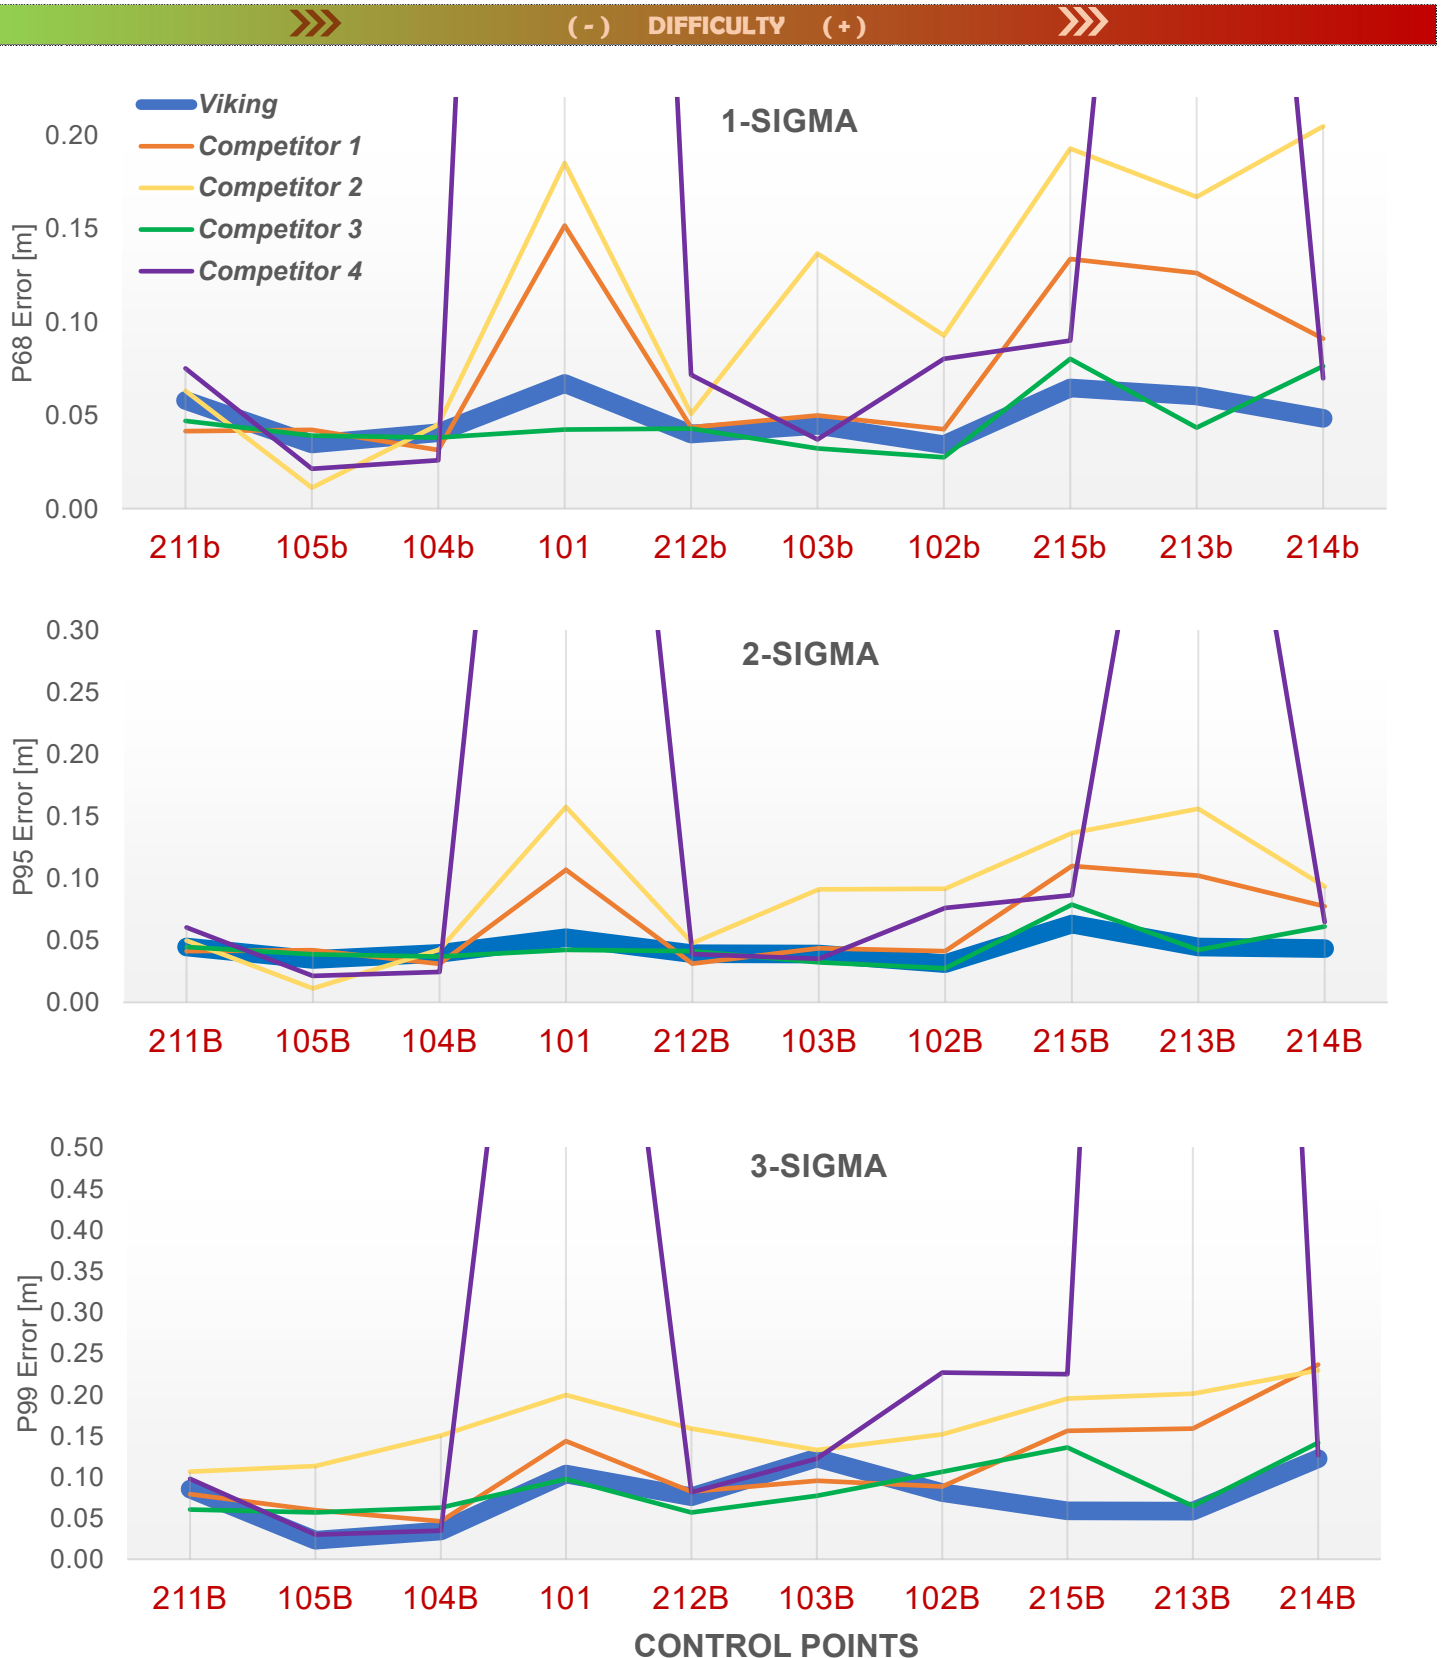 ( - ) DIFFICULTY ( + )
1-SIGMA
Viking
Competitor 1
Competitor 2
Competitor 3
Competitor 4
P68 Error [m]
0.20
0.15
0.10
0.05
0.00
211b 105b 104b 101 212b 103b 102b 215b 213b 214b
2-SIGMA
P95 Error [m]
0.30
0.25
0.20
0.15
0.10
0.05
0.00
211B 105B 104B 101 212B 103B 102B 215B 213B 214B
3-SIGMA
P99 Error [m]
0.50
0.45
0.40
0.35
0.30
0.25
0.20
0.15
0.10
0.05
0.00
211B 105B 104B 101 212B 103B 102B 215B 213B 214B
CONTROL POINTS